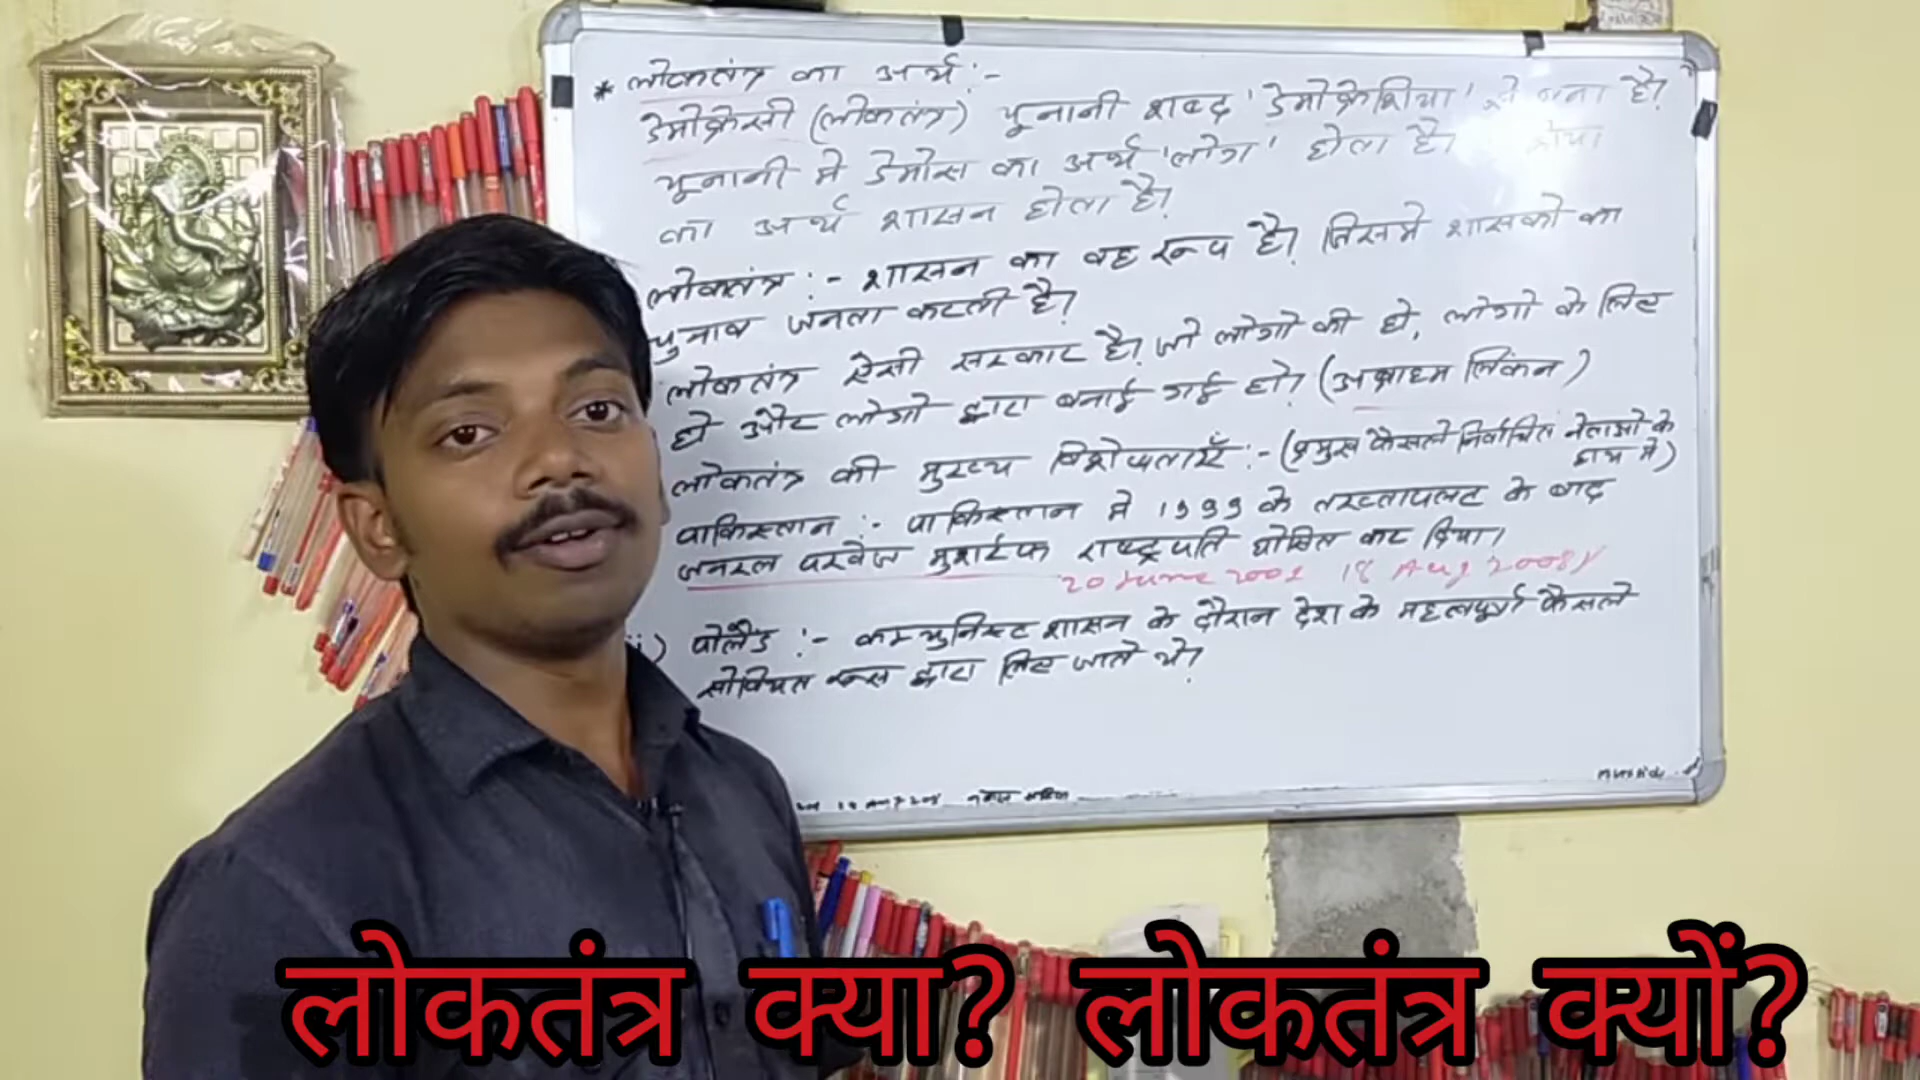 * लोकतंत्र का अर्थ :-
डेमोक्रेसी (लोकतंत्र) यूनानी शब्द 'डेमोक्रेशिया' से बना है।
यूनानी मे डेमोस का अर्थ 'लोग' होता है।
का अर्थ शासन होता है।
लोकतंत्र :- शासन का वह रूप है। जिसमे शासको का
चुनाव जनता करती है।
लोकतंत्र ऐसी सरकार है। जो लोगो की हो, लोगो के लिए
हो और लोगो द्वारा बनाई गई हो। (अब्राहम लिंकन)
लोकतंत्र की मुख्य विशेषताएँ :- (प्रमुख फैसले निर्वाचित नेताओ के
हाथ मे)
पाकिस्तान :- पाकिस्तान मे 1999 के तख्तापलट के बाद
जनरल परवेज मुशर्रफ राष्ट्रपति घोषित कर दिया।
20 June 2001 18 Aug 2008
) पोलैंड :- कम्युनिस्ट शासन के दौरान देश के महत्वपूर्ण फैसले
सोवियत रूस द्वारा लिए जाते थे।
लोकतंत्र क्या? लोकतंत्र क्यों?